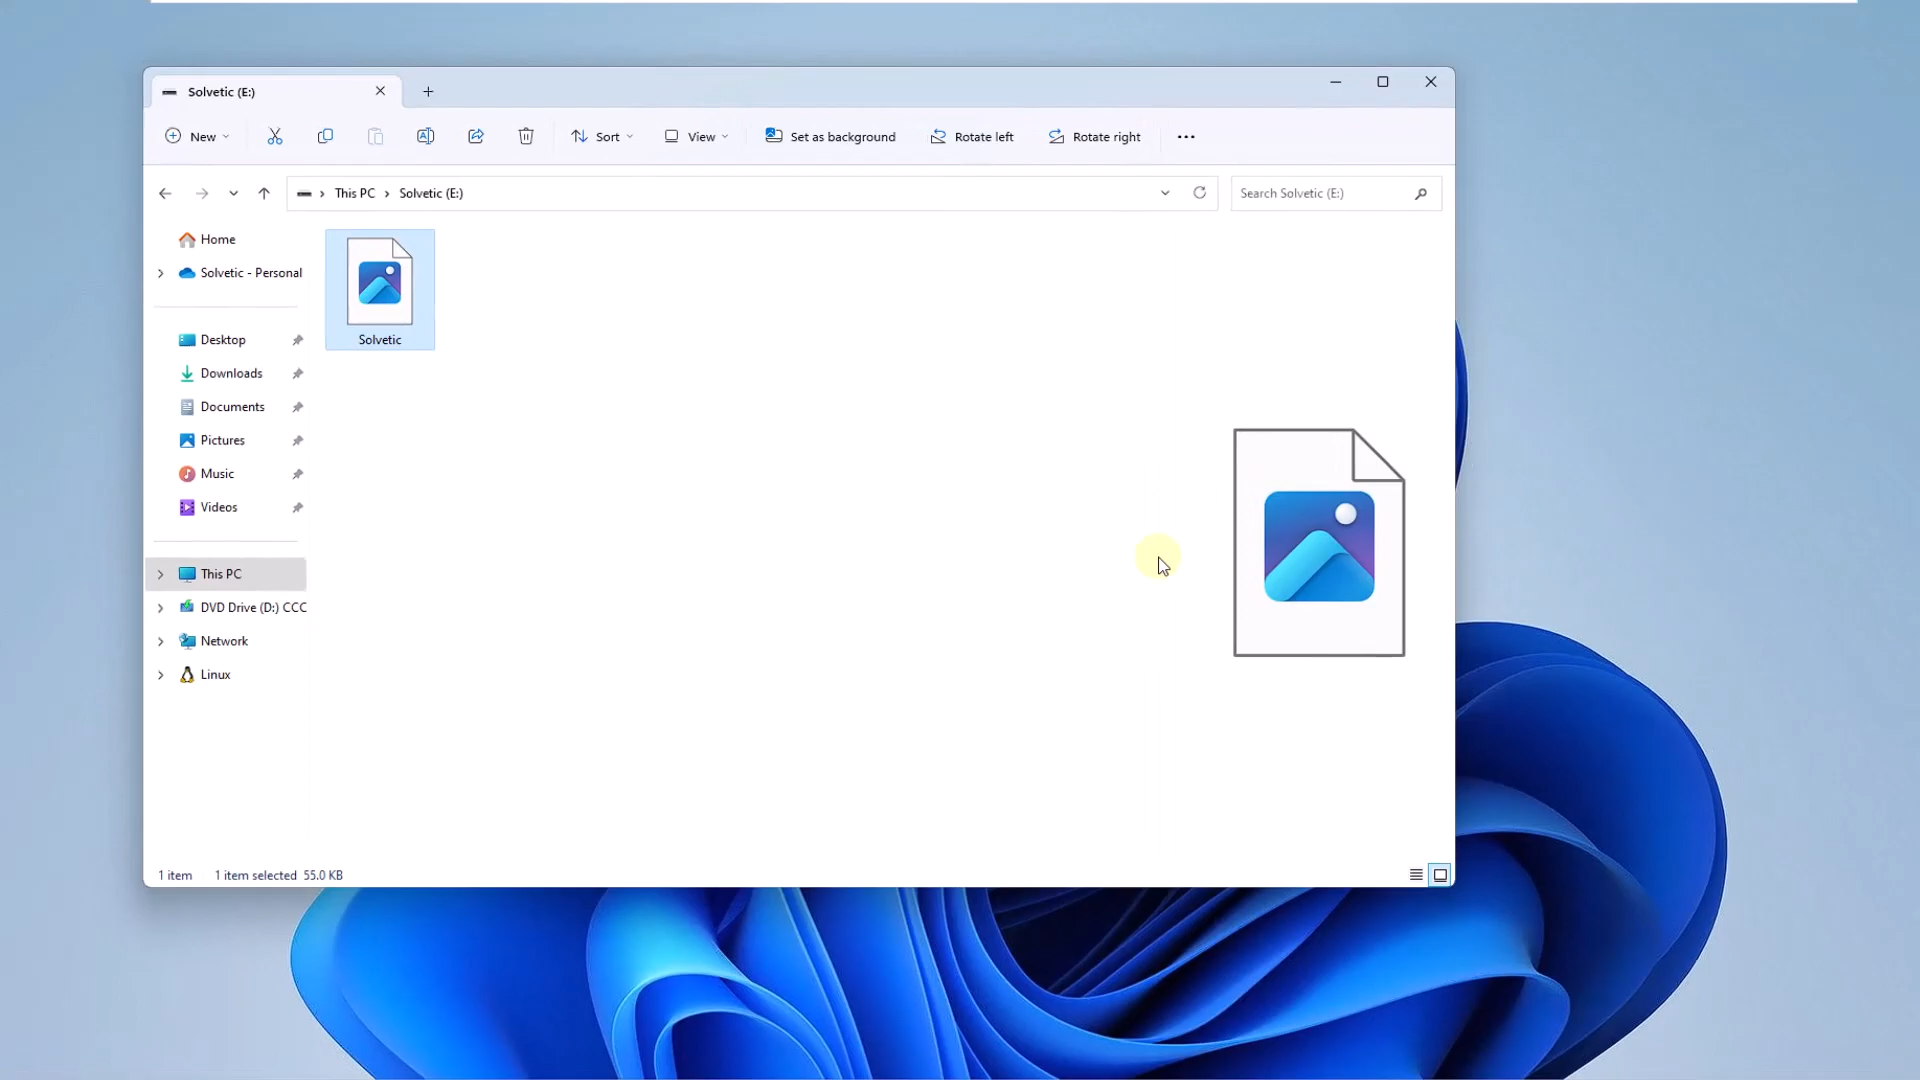 Solvetic (E:)
New
Sort
View
Set as background
Rotate left
Rotate right
This PC
Solvetic (E:)
Search Solvetic (E:)
Home
Solvetic - Personal
Desktop
Downloads
Documents
Pictures
Music
Videos
This PC
DVD Drive (D:) CCC
Network
Linux
Solvetic
1 item
1 item selected 55.0 KB